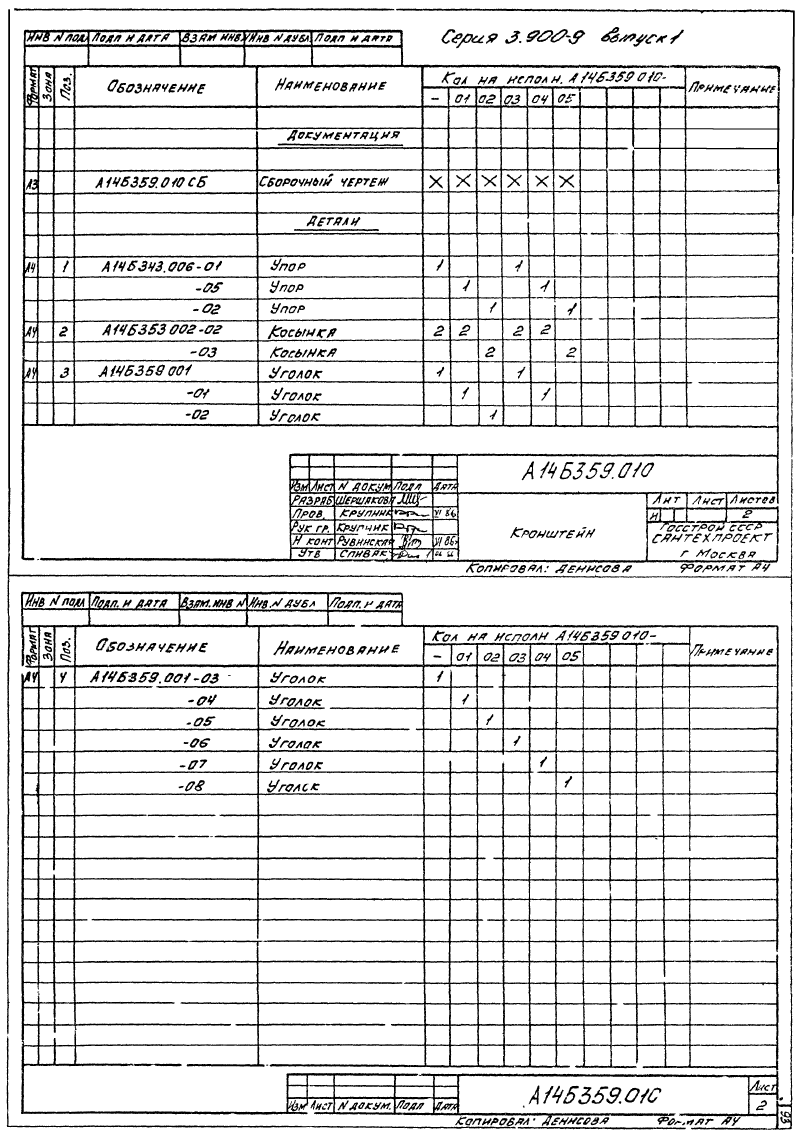 Серия 3.900-9 выпуск 1
ИНВ N ПОДЛ ПОДП И ДАТА ВЗАМ ИНВ.N ИНВ N ДУБЛ ПОДП И ДАТА
ФОРМАТ ЗОНА ПОЗ. ОБОЗНАЧЕНИЕ НАИМЕНОВАНИЕ КОЛ НА ИСПОЛН. А14Б359 010- ПРИМЕЧАНИЕ
- 01 02 03 04 05
ДОКУМЕНТАЦИЯ
А3 А14Б359.010 СБ СБОРОЧНЫЙ ЧЕРТЕЖ X X X X X X
ДЕТАЛИ
А4 1 А14Б343.006-01 УПОР 1 1
-05 УПОР 1 1
-02 УПОР 1 1
А4 2 А14Б353 002-02 КОСЫНКА 2 2 2 2
-03 КОСЫНКА 2 2
А4 3 А14Б359 001 УГОЛОК 1 1
-01 УГОЛОК 1 1
-02 УГОЛОК 1
А14Б359.010
ИЗМ ЛИСТ N ДОКУМ ПОДП ДАТА
РАЗРАБ ШЕРШАКОВА
ПРОВ. КРУПНИК VI 86.
РУК ГР. КРУПНИК
Н КОНТ РУВИНСКАЯ VI 86.
УТВ СПИВАК
КРОНШТЕЙН
ЛИТ ЛИСТ ЛИСТОВ
И 2
ГОССТРОЙ СССР
САНТЕХПРОЕКТ
Г МОСКВА
КОПИРОВАЛ: ДЕНИСОВА ФОРМАТ А4
ИНВ N ПОДЛ ПОДП. И ДАТА ВЗАМ. ИНВ N ИНВ. N ДУБЛ ПОДП. И ДАТА
ФОРМАТ ЗОНА ПОЗ. ОБОЗНАЧЕНИЕ НАИМЕНОВАНИЕ КОЛ НА ИСПОЛН А14Б359 010- ПРИМЕЧАНИЕ
- 01 02 03 04 05
А4 4 А14Б359.001-03 УГОЛОК 1
-04 УГОЛОК 1
-05 УГОЛОК 1
-06 УГОЛОК 1
-07 УГОЛОК 1
-08 УГОЛОК 1
ИЗМ ЛИСТ N ДОКУМ. ПОДП ДАТА
А14Б359.010
ЛИСТ
2
КОПИРОВАЛ: ДЕНИСОВА ФОРМАТ А4